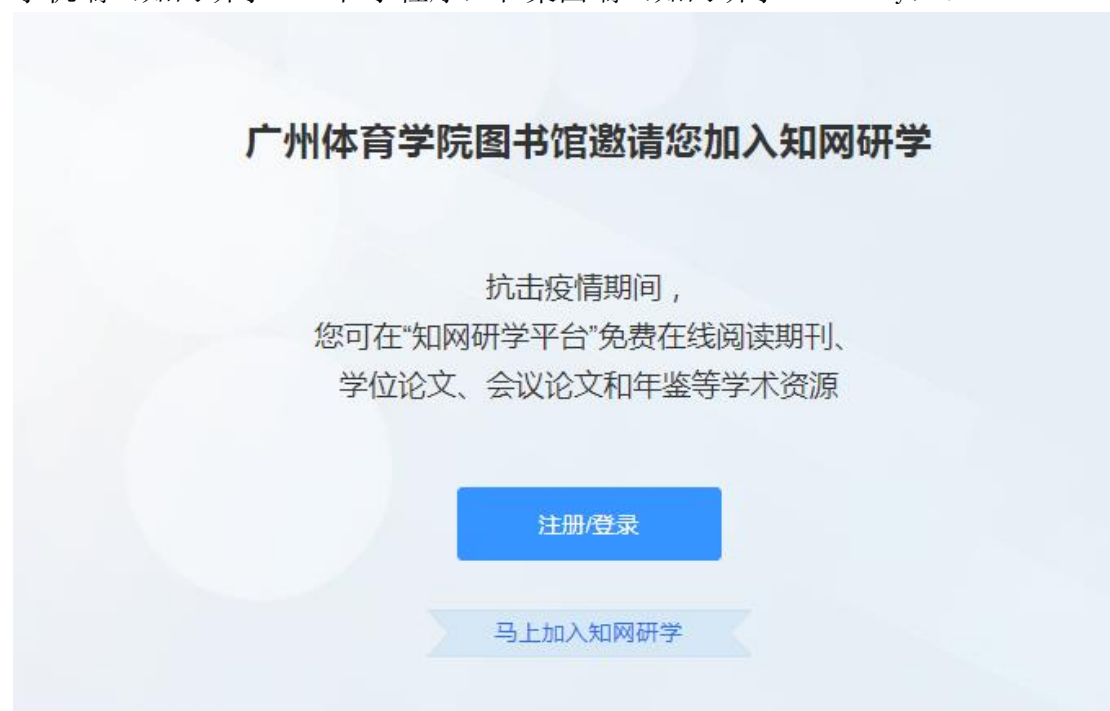 广州体育学院图书馆邀请您加入知网研学
抗击疫情期间，
您可在“知网研学平台”免费在线阅读期刊、
学位论文、会议论文和年鉴等学术资源
注册/登录
马上加入知网研学